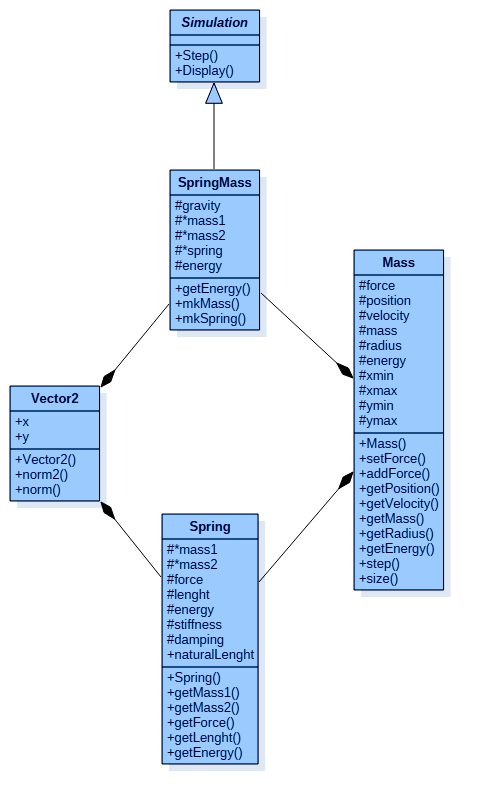 Simulation
+Step()
+Display()
SpringMass
#gravity
#*mass1
#*mass2
#*spring
#energy
+getEnergy()
+mkMass()
+mkSpring()
Mass
#force
#position
#velocity
#mass
#radius
#energy
#xmin
#xmax
#ymin
#ymax
+Mass()
+setForce()
+addForce()
+getPosition()
+getVelocity()
+getMass()
+getRadius()
+getEnergy()
+step()
+size()
Vector2
+x
+y
+Vector2()
+norm2()
+norm()
Spring
#*mass1
#*mass2
#force
#lenght
#energy
#stiffness
#damping
+naturalLenght
+Spring()
+getMass1()
+getMass2()
+getForce()
+getLenght()
+getEnergy()